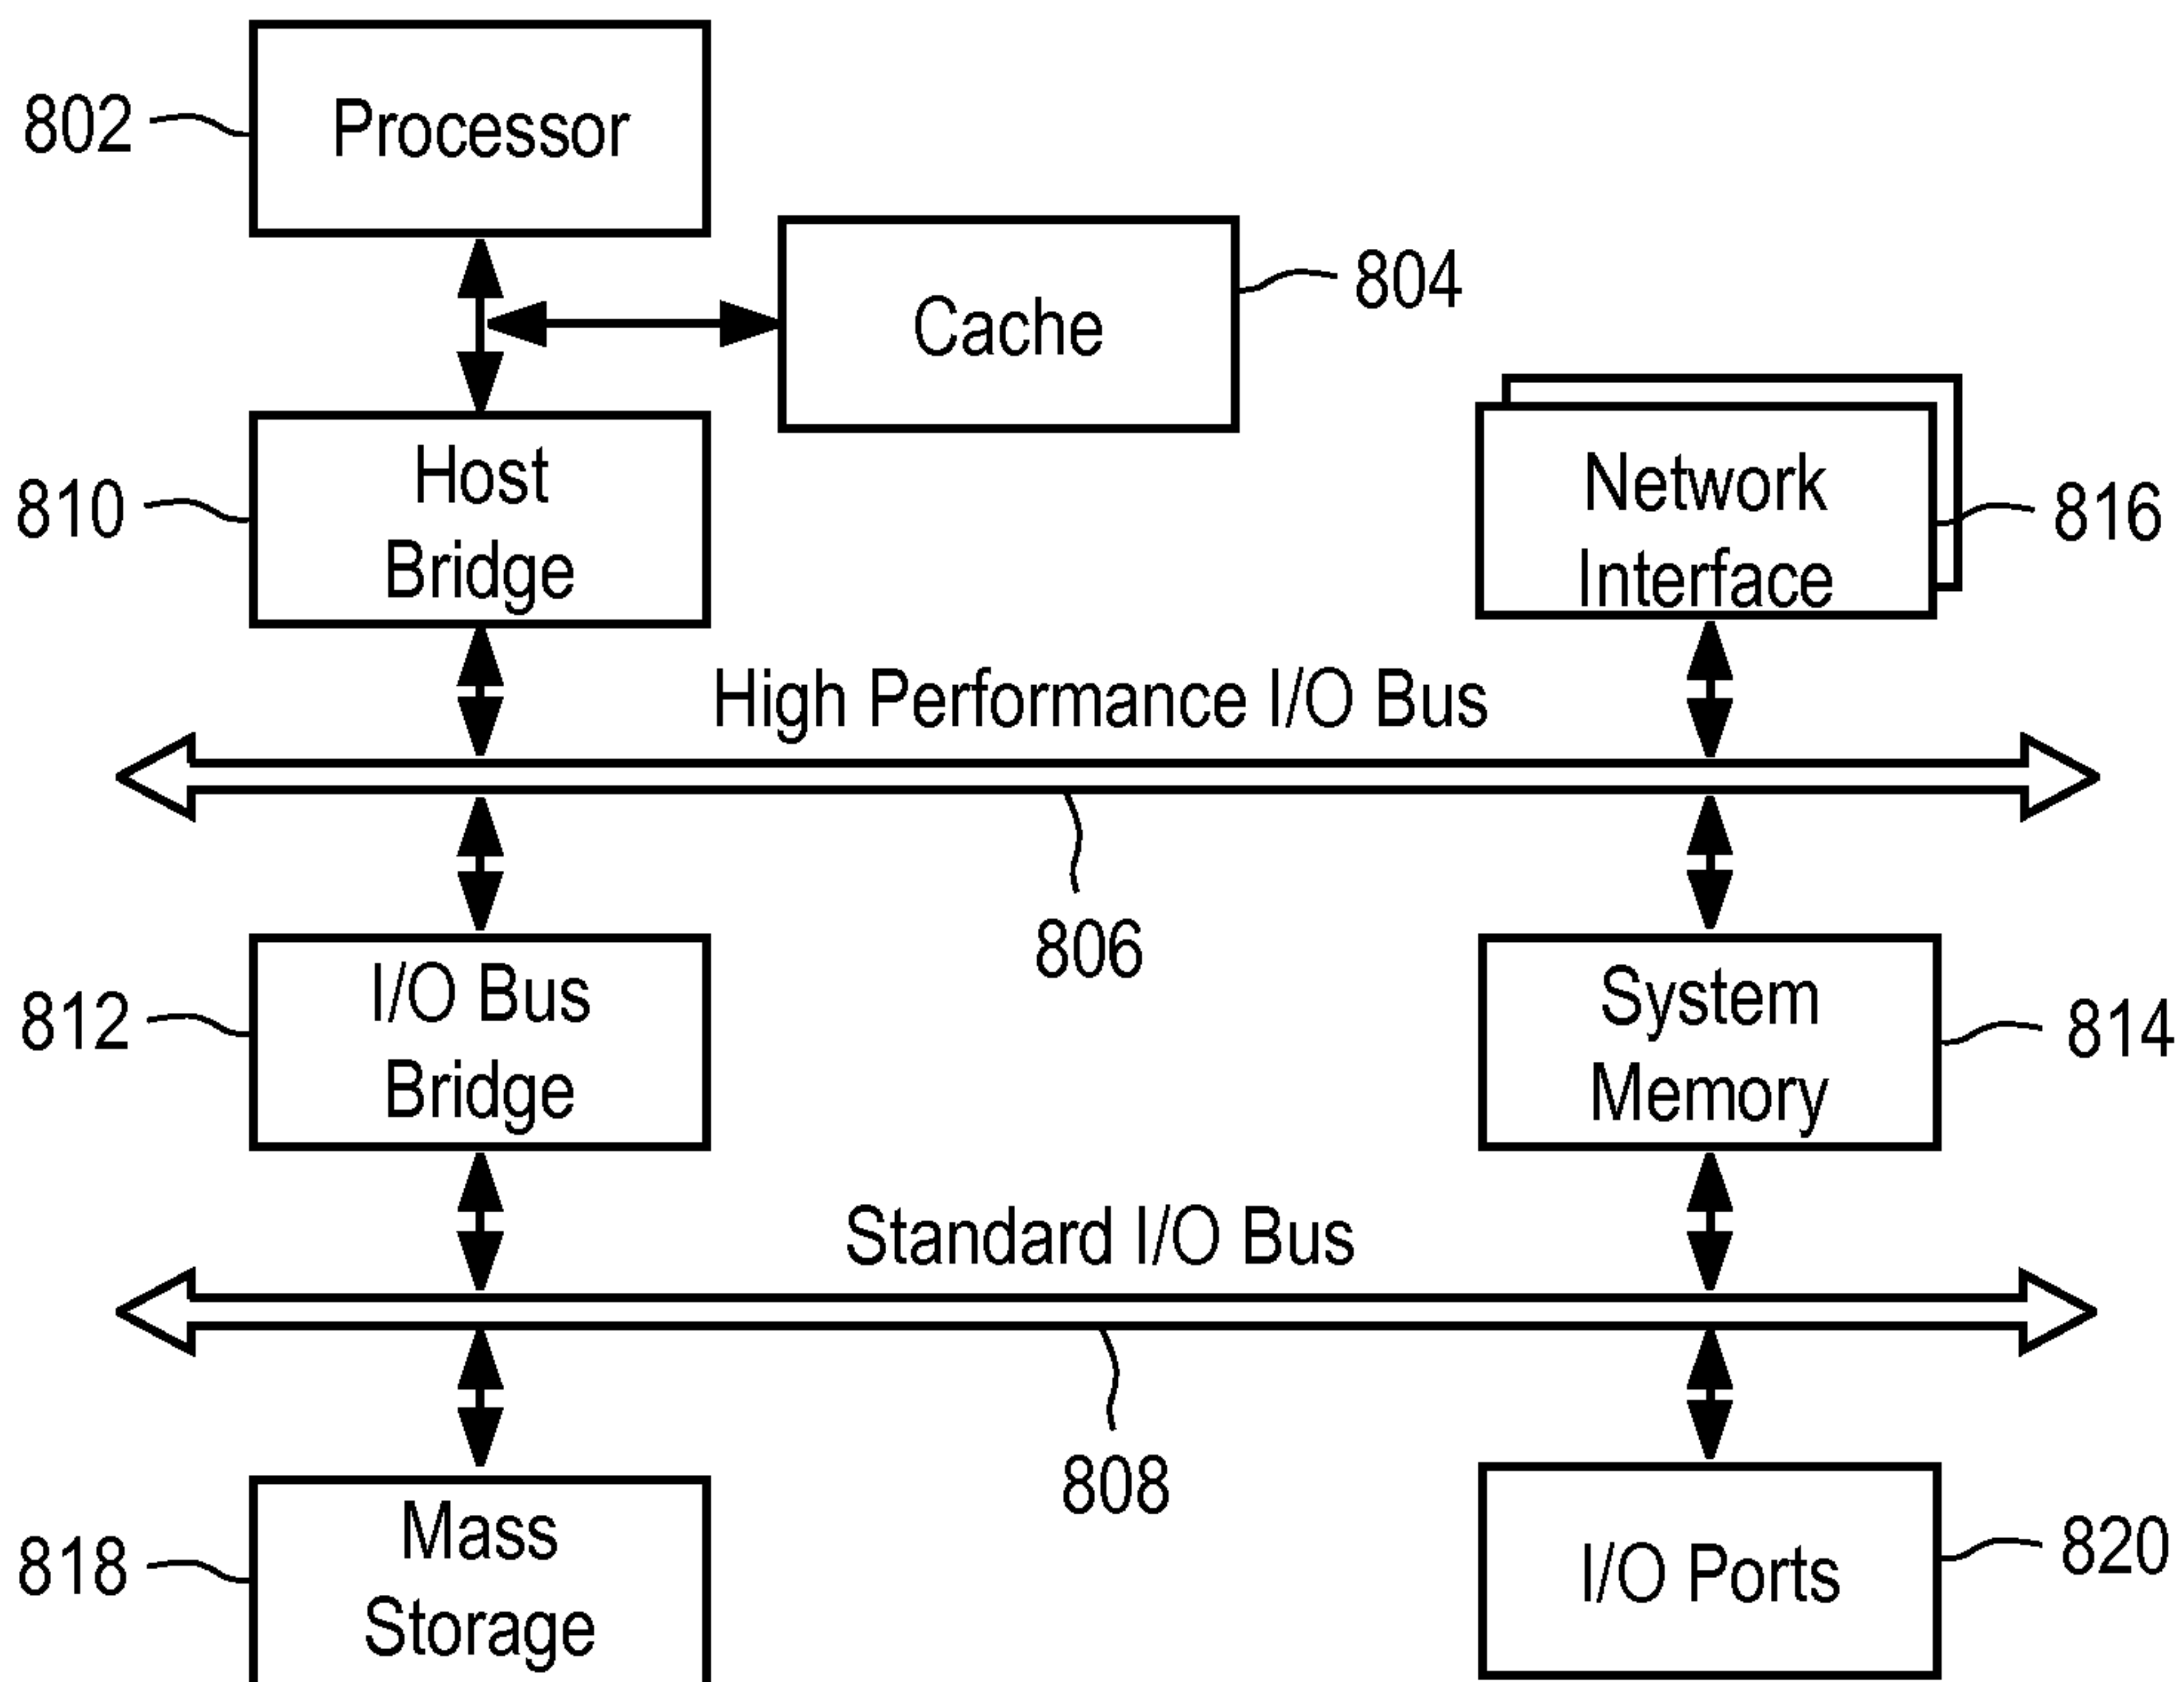 802
Processor
804
Cache
810
Host
Bridge
Network
Interface
816
High Performance I/O Bus
806
812
I/O Bus
Bridge
System
Memory
814
Standard I/O Bus
808
818
Mass
Storage
I/O Ports
820